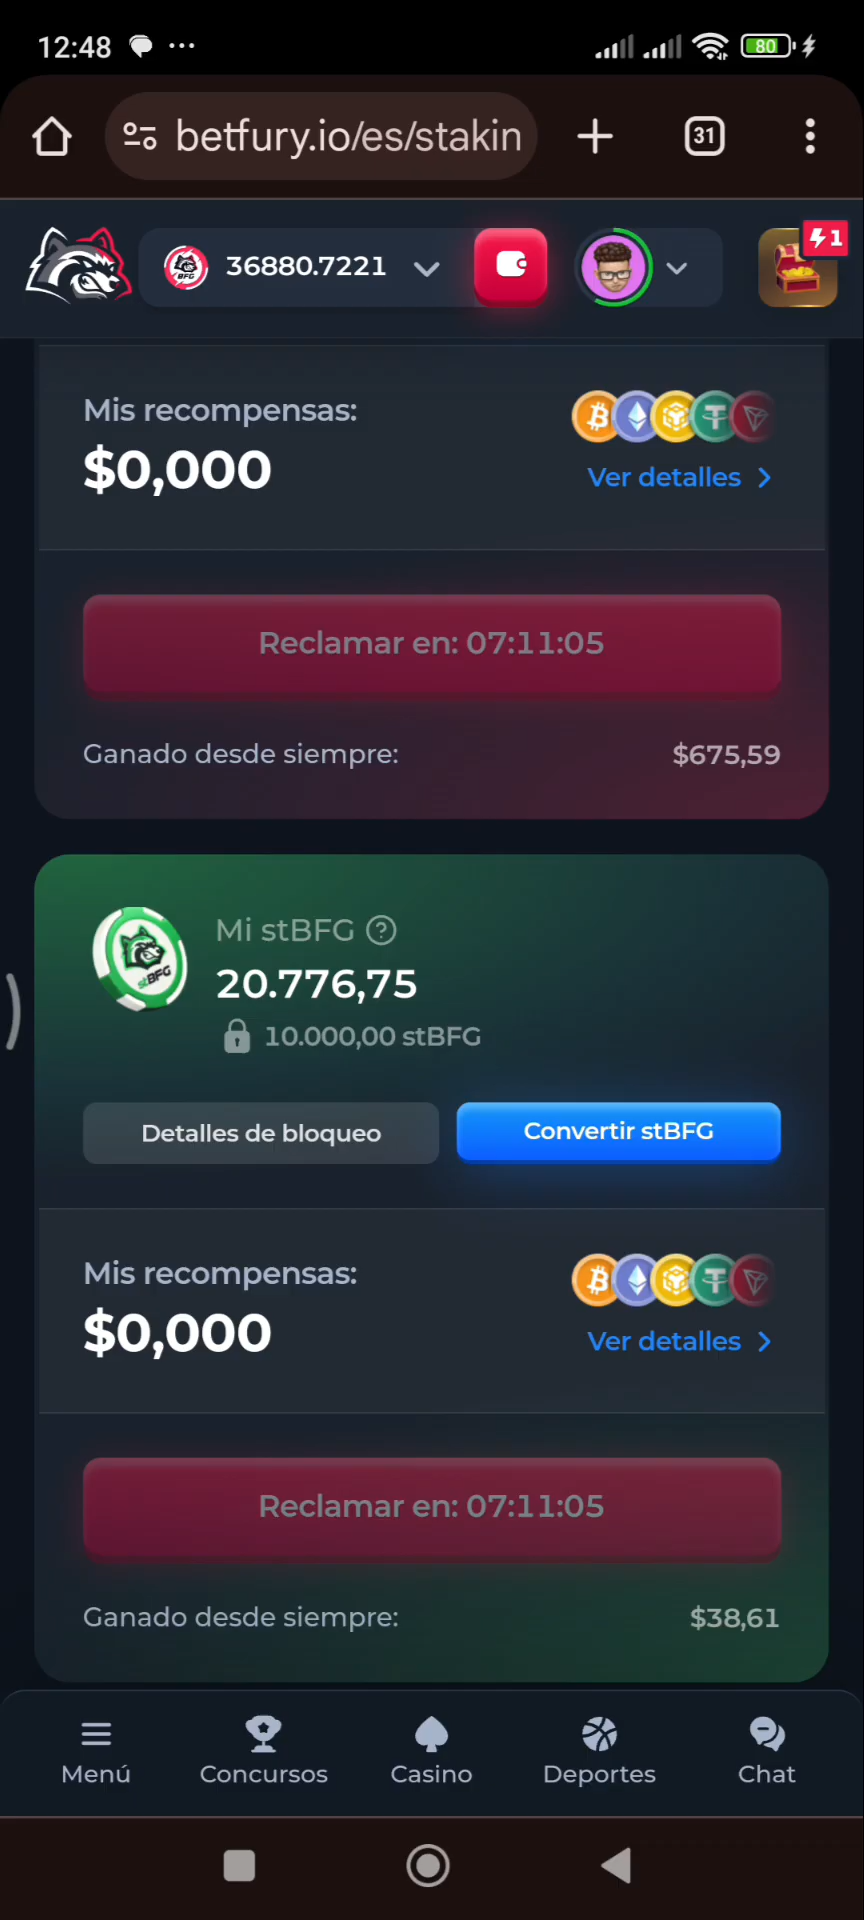 12:48
80
betfury.io/es/stakin
31
BFG
36880.7221
1
Mis recompensas:
$0,000
Ver detalles
Reclamar en: 07:11:05
Ganado desde siempre:
$675,59
stBFG
Mi stBFG ?
20.776,75
10.000,00 stBFG
Detalles de bloqueo
Convertir stBFG
Mis recompensas:
$0,000
Ver detalles
Reclamar en: 07:11:05
Ganado desde siempre:
$38,61
Menú
Concursos
Casino
Deportes
Chat